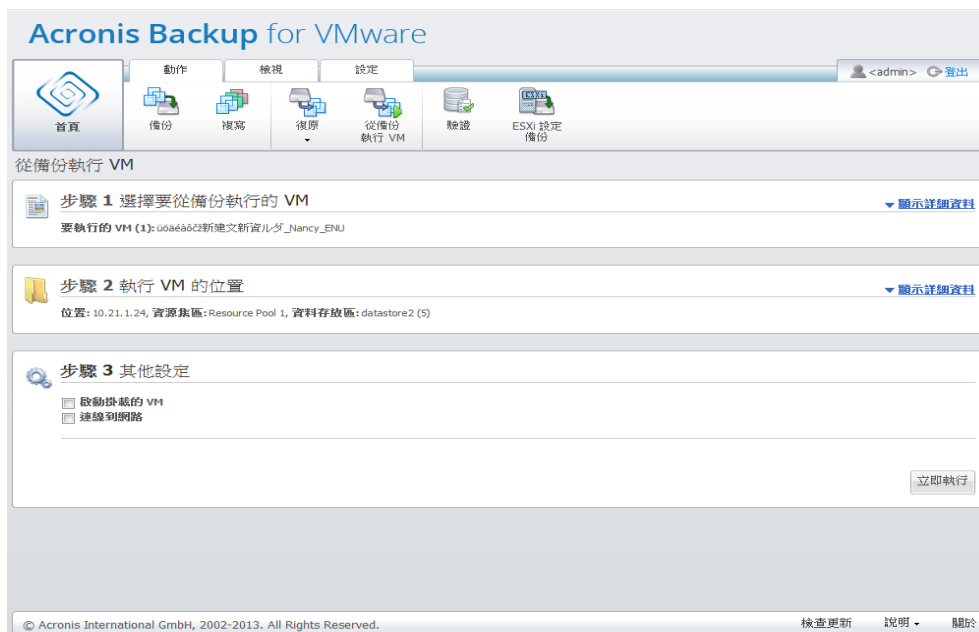 Acronis Backup for VMware
動作 檢視 設定
<admin> 登出
首頁 備份 複寫 復原 從備份 執行 VM 驗證 ESXi 設定 備份
從備份執行 VM
步驟 1 選擇要從備份執行的 VM
顯示詳細資料
要執行的 VM (1): üöäéàôčž新建文新資ルダ_Nancy_ENU
步驟 2 執行 VM 的位置
顯示詳細資料
位置: 10.21.1.24, 資源集區: Resource Pool 1, 資料存放區: datastore2 (5)
步驟 3 其他設定
啟動掛載的 VM
連線到網路
立即執行
© Acronis International GmbH, 2002-2013. All Rights Reserved.
檢查更新 說明 關於